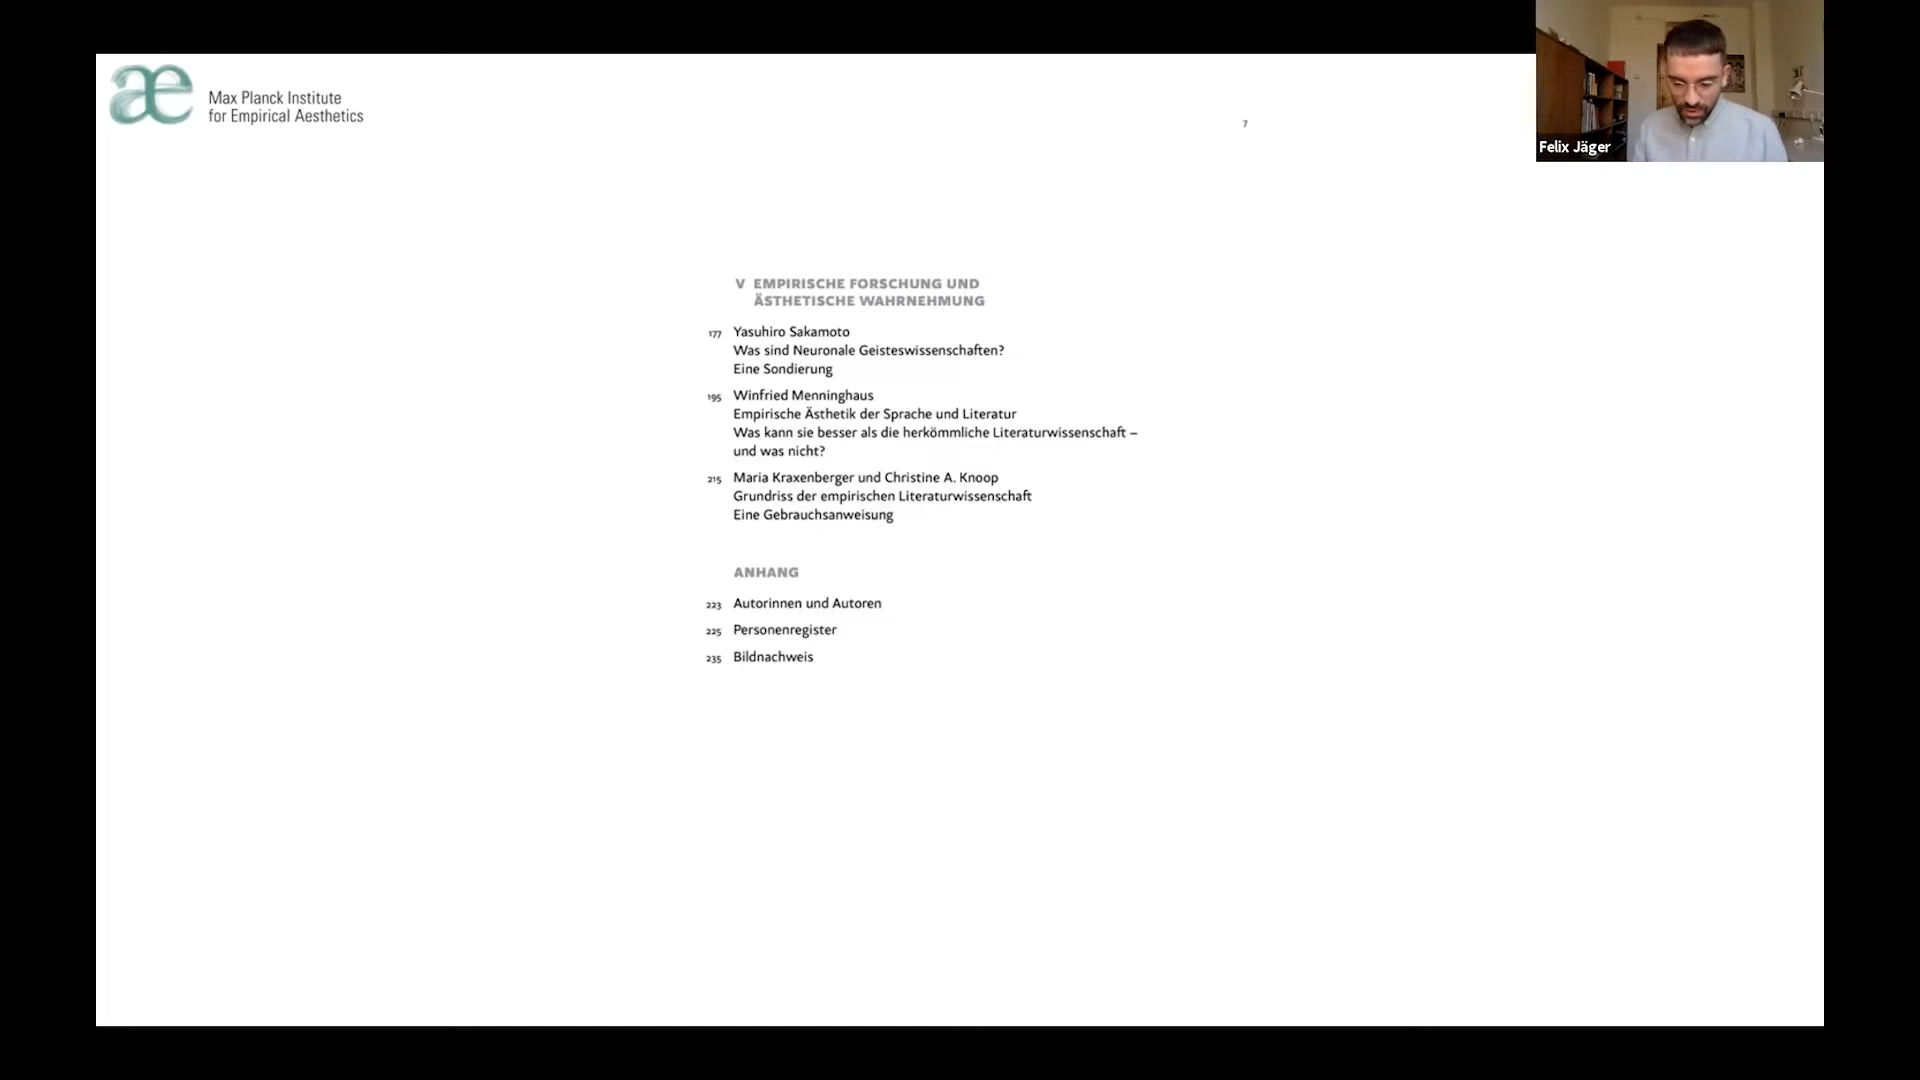 æ
Max Planck Institute
for Empirical Aesthetics
7
Felix Jäger
V EMPIRISCHE FORSCHUNG UND
ÄSTHETISCHE WAHRNEHMUNG
177 Yasuhiro Sakamoto
Was sind Neuronale Geisteswissenschaften?
Eine Sondierung
195 Winfried Menninghaus
Empirische Ästhetik der Sprache und Literatur
Was kann sie besser als die herkömmliche Literaturwissenschaft –
und was nicht?
215 Maria Kraxenberger und Christine A. Knoop
Grundriss der empirischen Literaturwissenschaft
Eine Gebrauchsanweisung
ANHANG
223 Autorinnen und Autoren
225 Personenregister
235 Bildnachweis